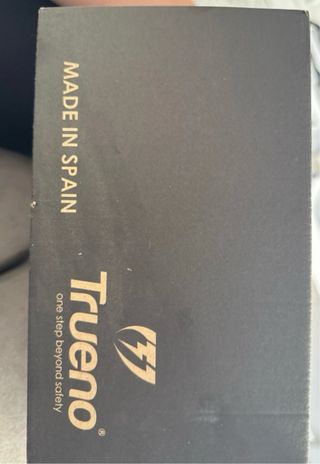 MADE IN SPAIN
Trueno®
one step beyond safety